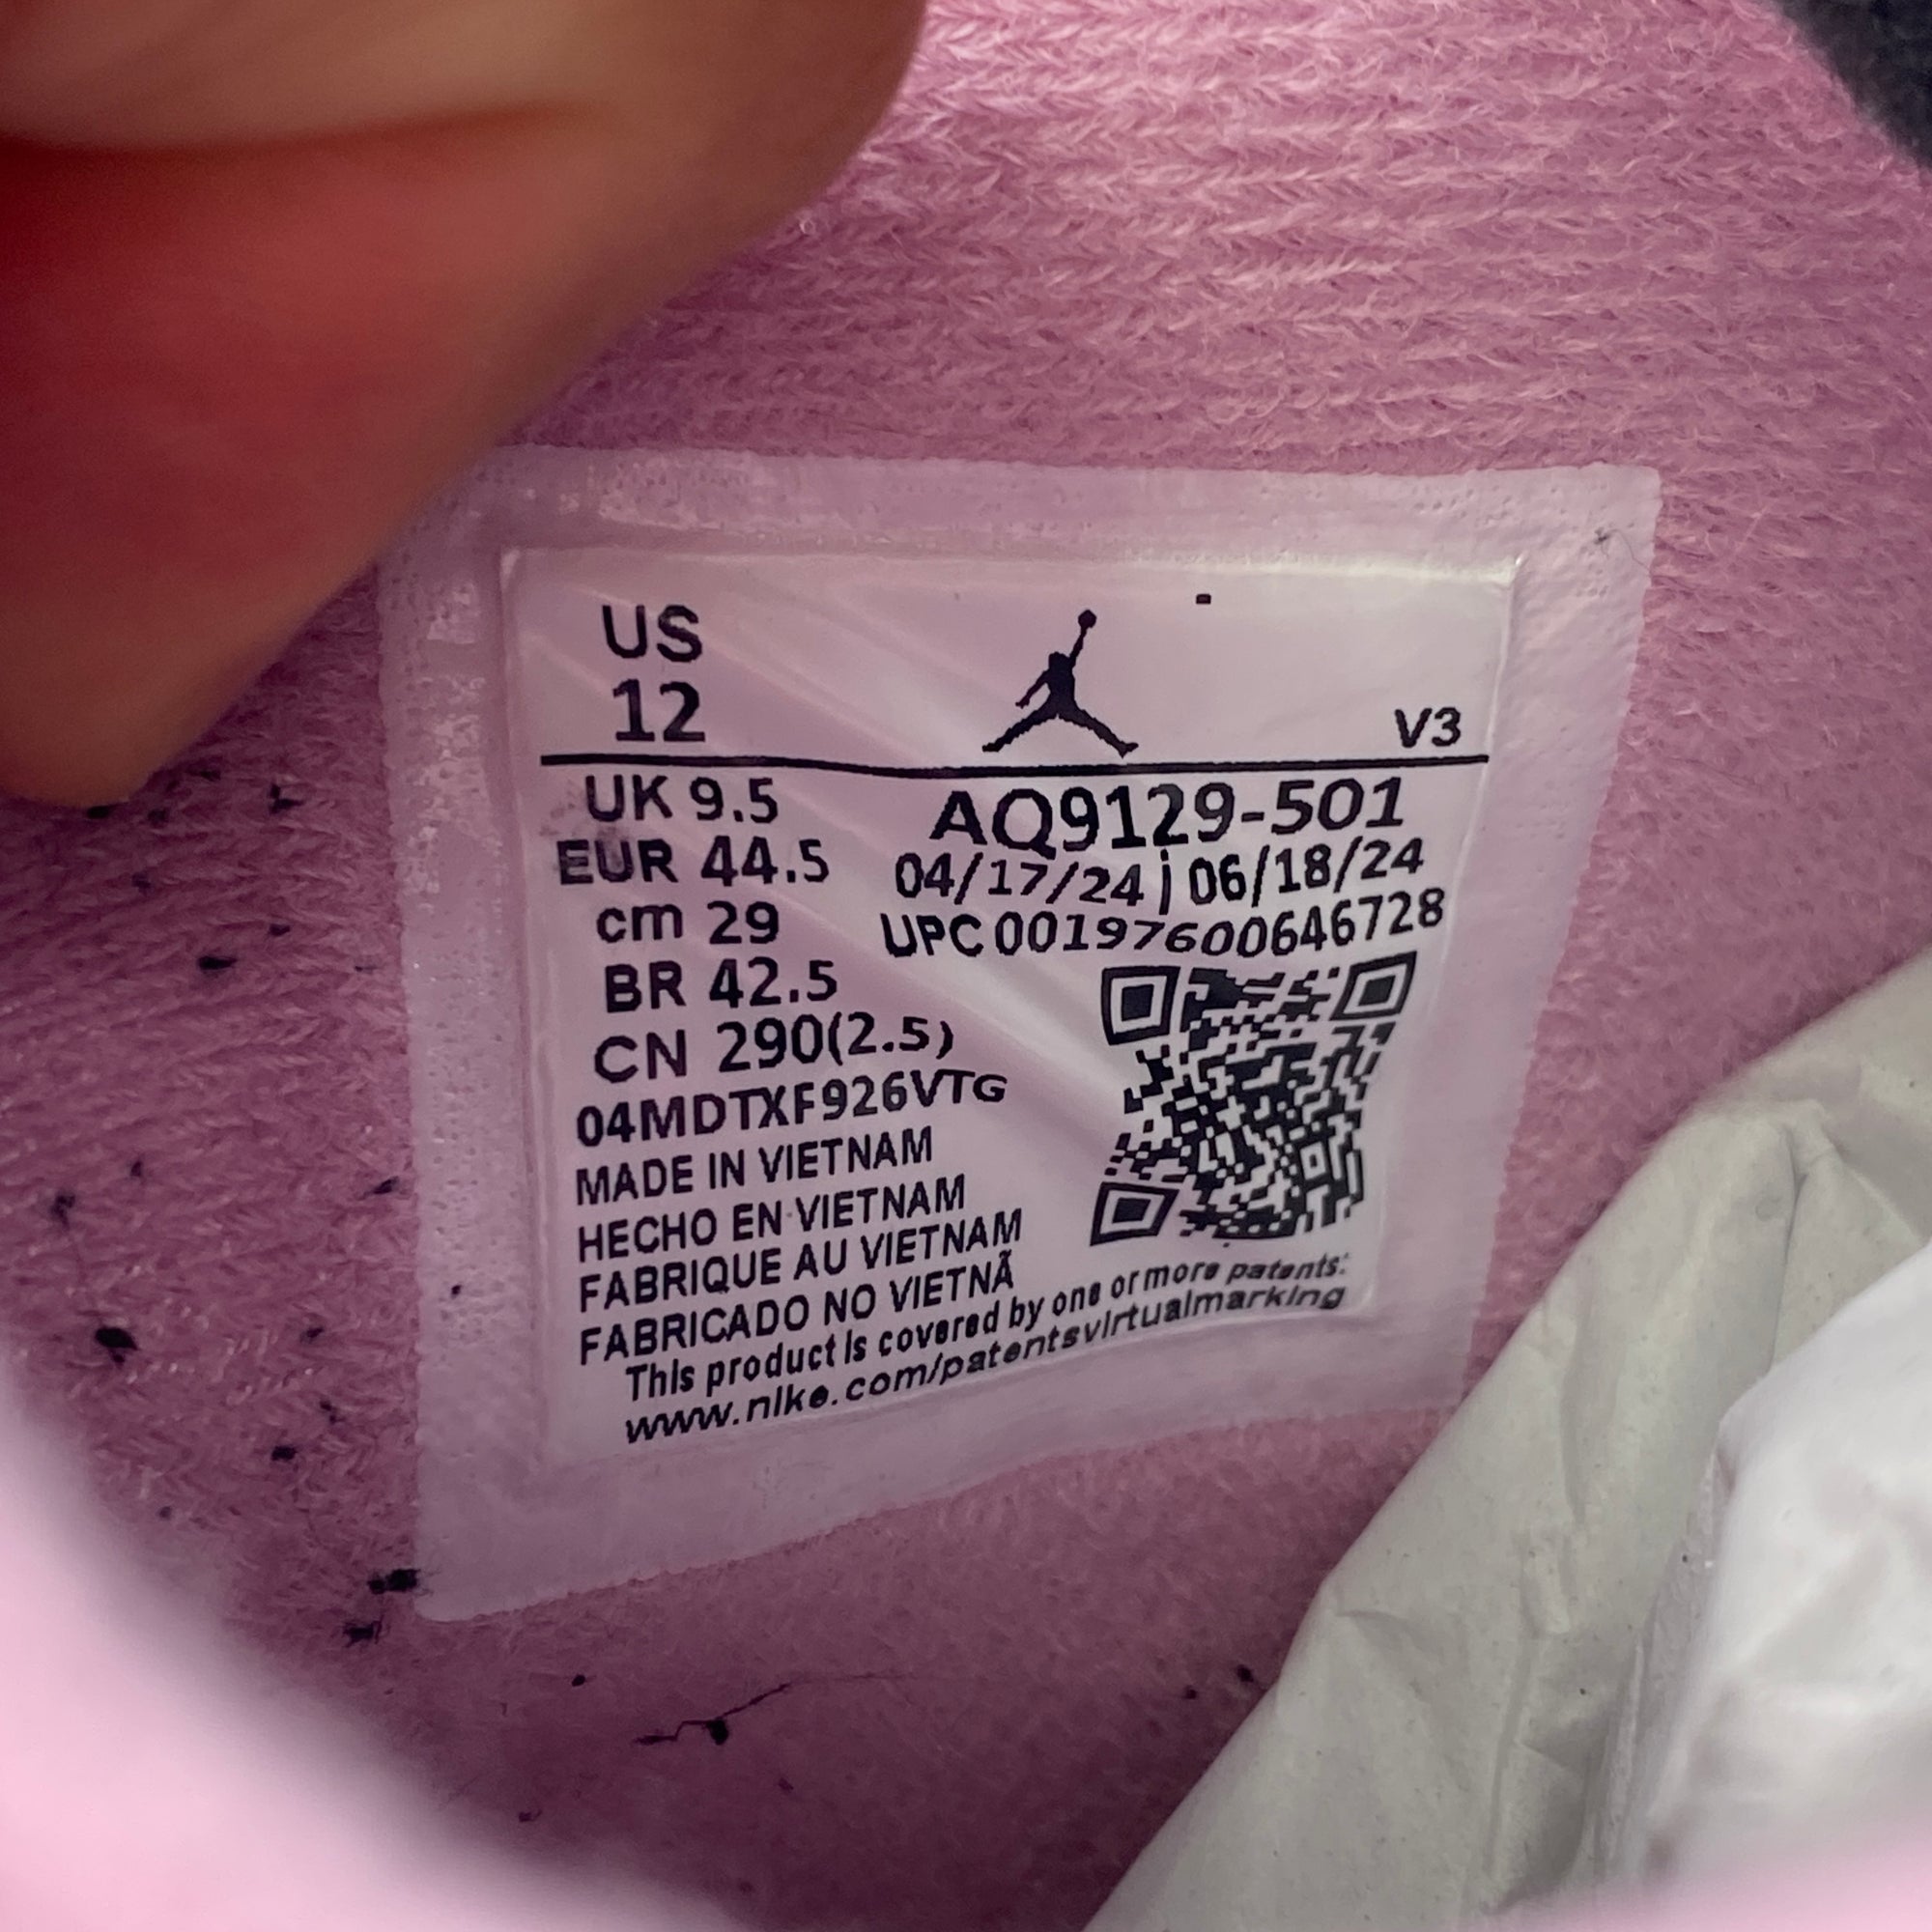 US
12
V3
UK 9.5
EUR 44.5
cm 29
BR 42.5
CN 290(2.5)
AQ9129-501
04/17/24 | 06/18/24
UPC 00197600646728
04MDTXF926VTG
MADE IN VIETNAM
HECHO EN VIETNAM
FABRIQUE AU VIETNAM
FABRICADO NO VIETNÃ
This product is covered by one or more patents:
www.nike.com/patentsvirtualmarking